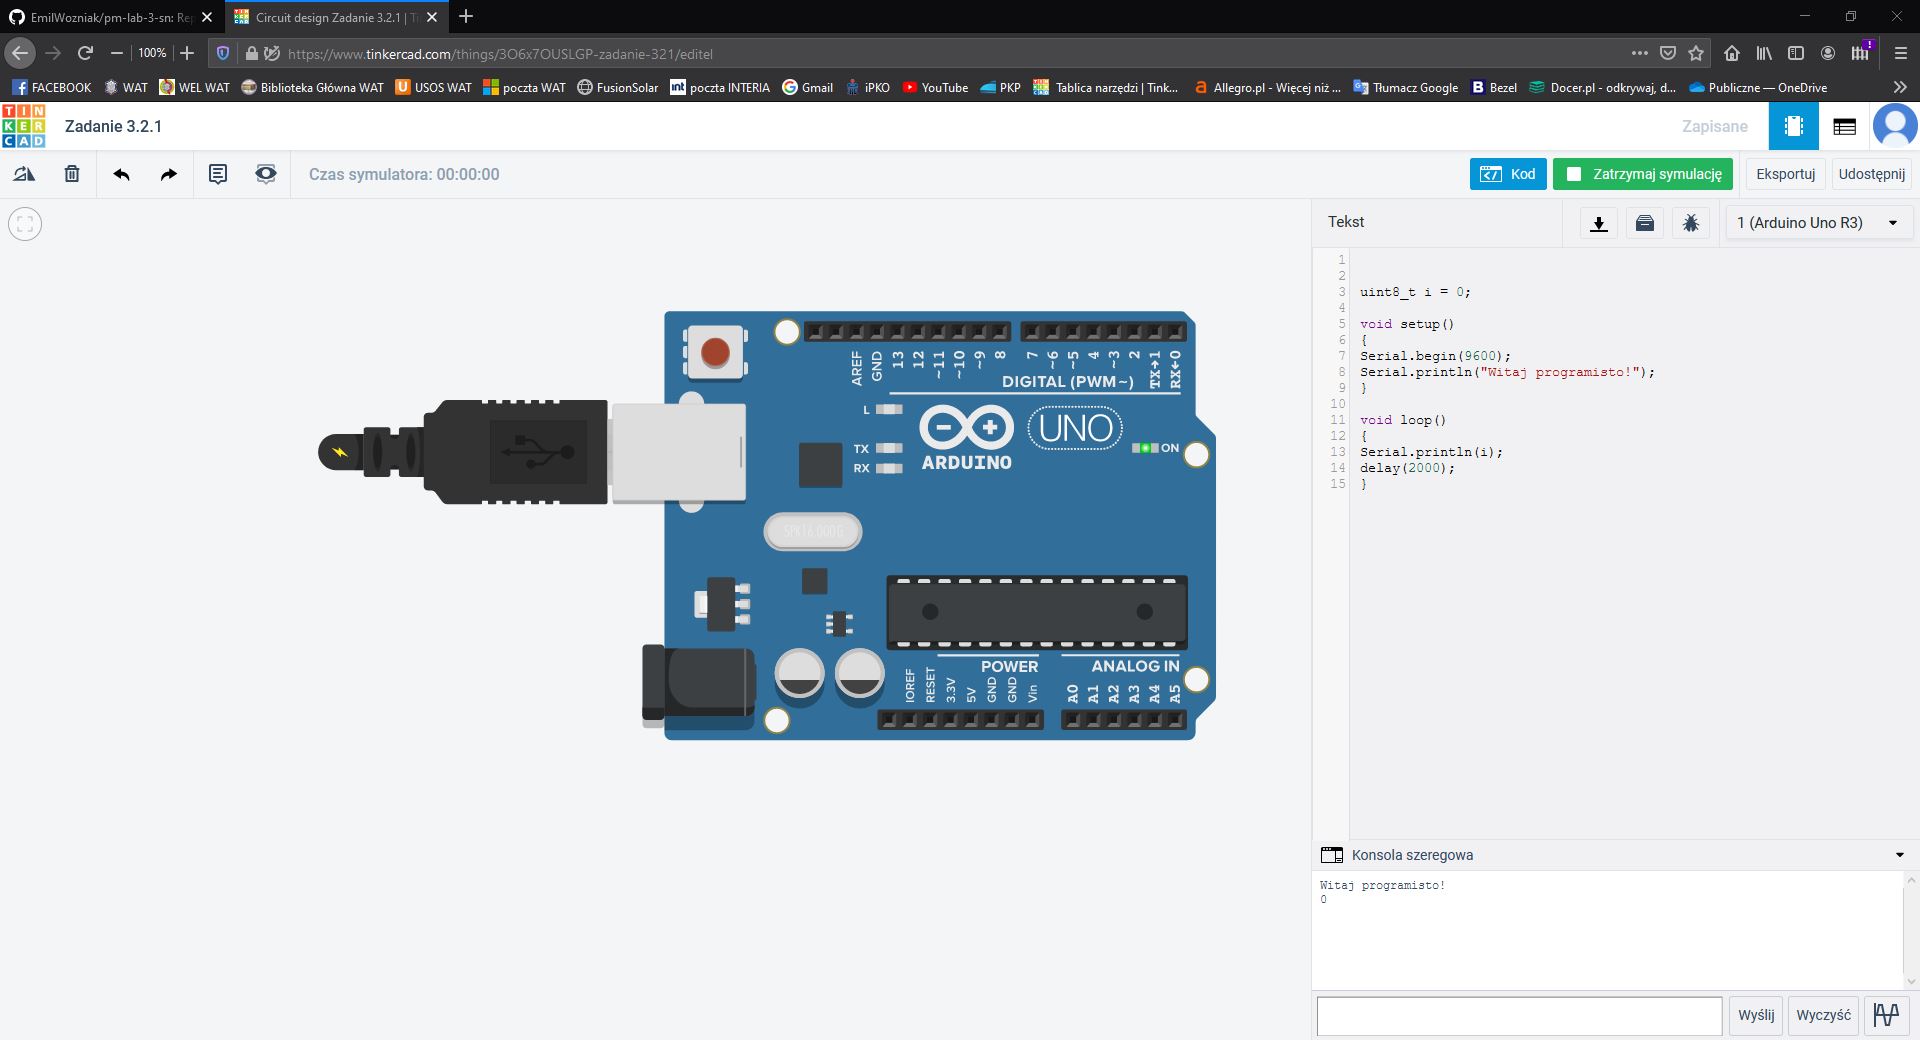 EmilWozniak/pm-lab-3-sn: Rep
Circuit design Zadanie 3.2.1 | Ti
100%
https://www.tinkercad.com/things/3O6x7OUSLGP-zadanie-321/editel
1
FACEBOOK
WAT
WEL WAT
Biblioteka Główna WAT
USOS WAT
poczta WAT
FusionSolar
int poczta INTERIA
Gmail
iPKO
YouTube
PKP
Tablica narzędzi | Tink...
Allegro.pl - Więcej niż ...
Tłumacz Google
B Bezel
Docer.pl - odkrywaj, d...
Publiczne — OneDrive
TIN
KER
CAD
Zadanie 3.2.1
Zapisane
Czas symulatora: 00:00:00
Kod
Zatrzymaj symulację
Eksportuj
Udostępnij
Tekst
1 (Arduino Uno R3)
AREF
GND
13
12
~11
~10
~9
8
7
~6
~5
4
~3
2
TX→1
RX←0
DIGITAL (PWM~)
L
TX
RX
ARDUINO
UNO
ON
SPK16.000G
POWER
ANALOG IN
IOREF
RESET
3.3V
5V
GND
GND
Vin
A0
A1
A2
A3
A4
A5
1
2
3 uint8_t i = 0;
4
5 void setup()
6 {
7 Serial.begin(9600);
8 Serial.println("Witaj programisto!");
9 }
10
11 void loop()
12 {
13 Serial.println(i);
14 delay(2000);
15 }
Konsola szeregowa
Witaj programisto!
0
Wyślij
Wyczyść